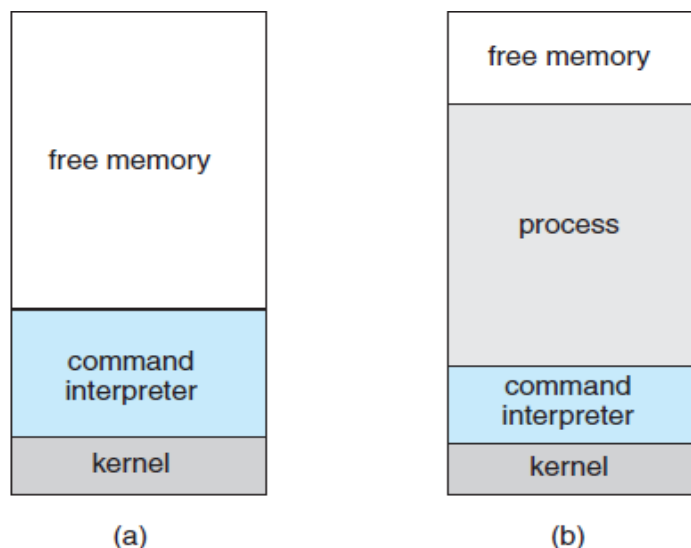 free memory
command
interpreter
kernel
(a)
free memory
process
command
interpreter
kernel
(b)